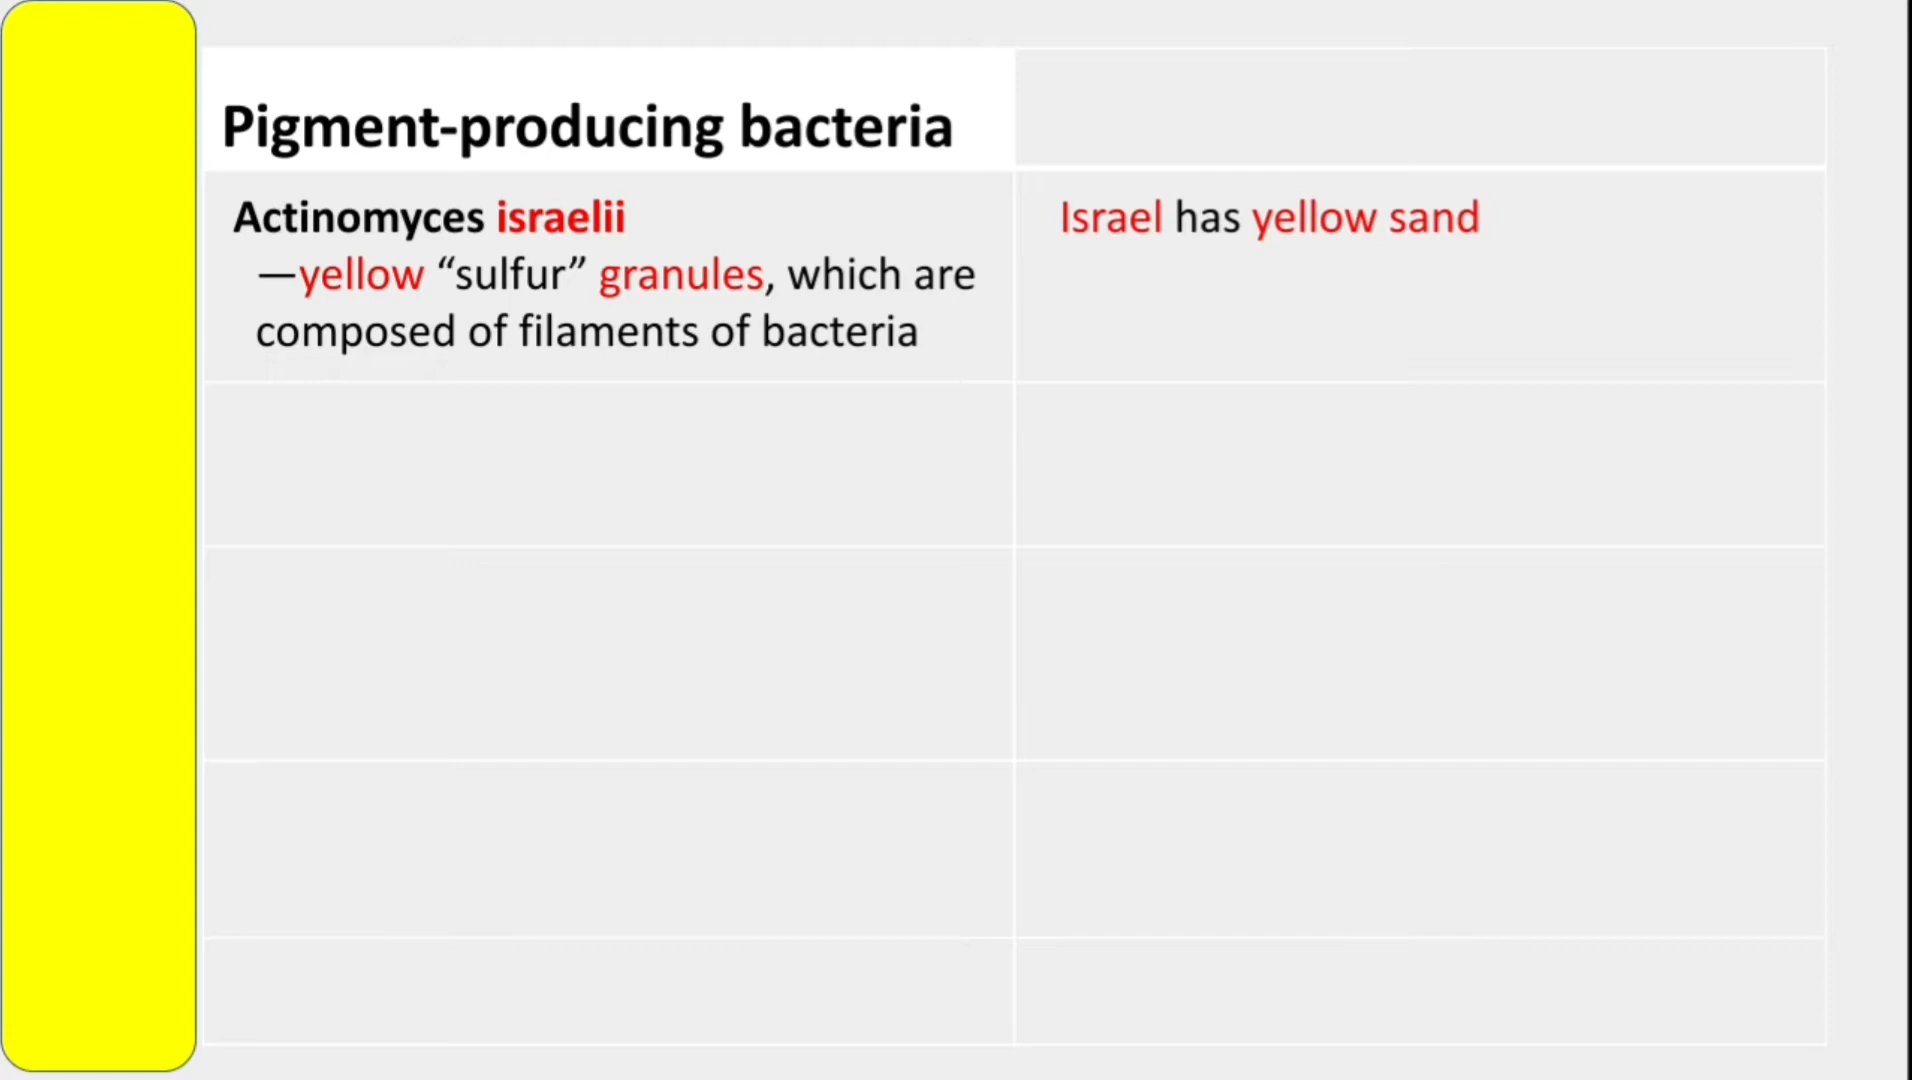 Pigment-producing bacteria
Actinomyces israelii
—yellow “sulfur” granules, which are
composed of filaments of bacteria
Israel has yellow sand